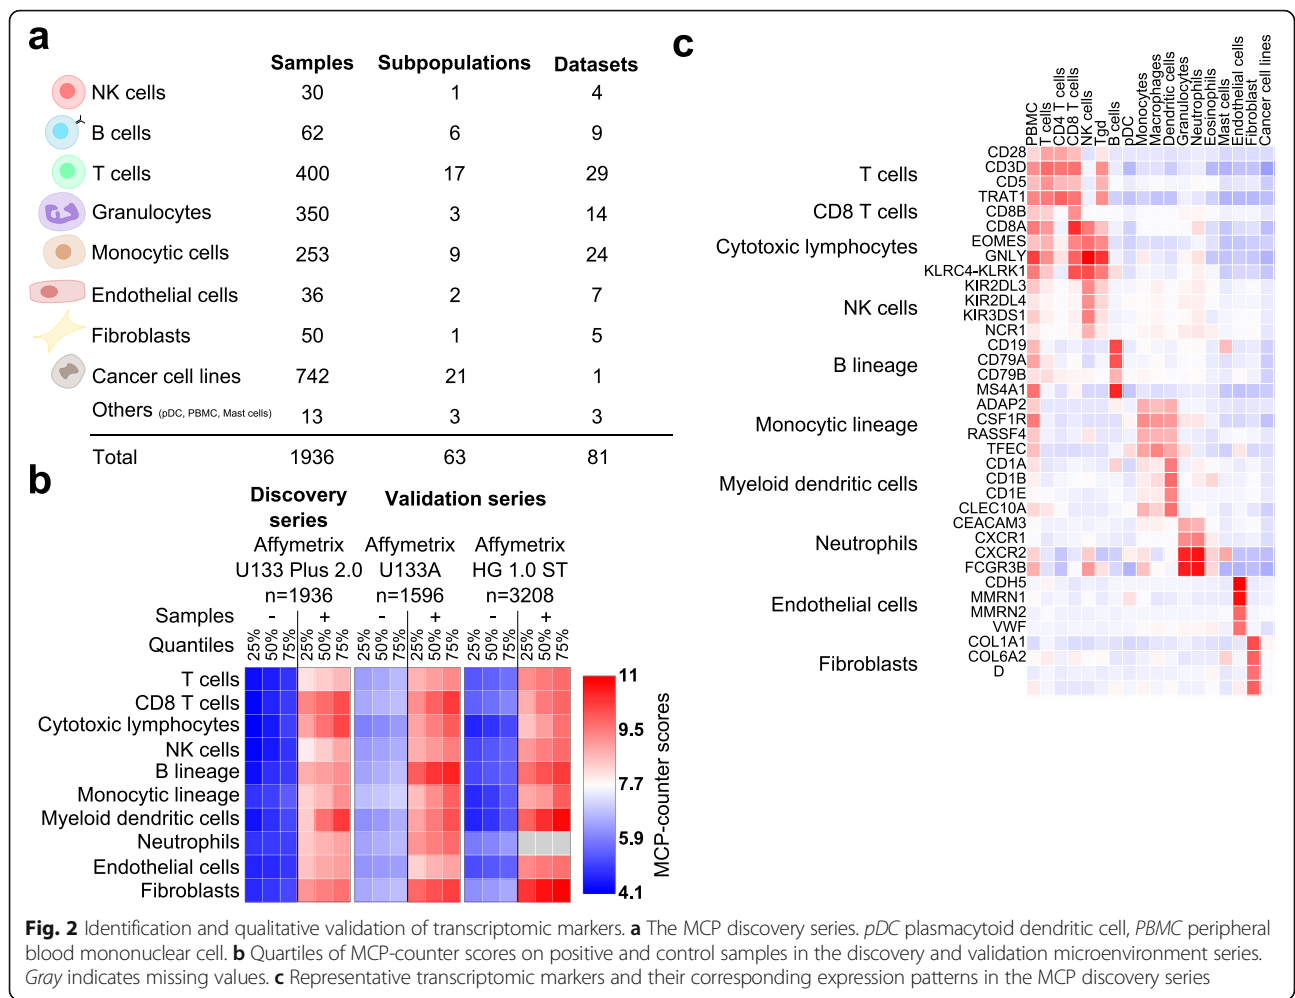 a
Samples Subpopulations Datasets
NK cells 30 1 4
B cells 62 6 9
T cells 400 17 29
Granulocytes 350 3 14
Monocytic cells 253 9 24
Endothelial cells 36 2 7
Fibroblasts 50 1 5
Cancer cell lines 742 21 1
Others (pDC, PBMC, Mast cells) 13 3 3
Total 1936 63 81
b
Discovery series
Validation series
Affymetrix U133 Plus 2.0 n=1936
Affymetrix U133A n=1596
Affymetrix HG 1.0 ST n=3208
Samples - + - + - +
Quantiles 25% 50% 75% 25% 50% 75% 25% 50% 75% 25% 50% 75% 25% 50% 75% 25% 50% 75%
T cells
CD8 T cells
Cytotoxic lymphocytes
NK cells
B lineage
Monocytic lineage
Myeloid dendritic cells
Neutrophils
Endothelial cells
Fibroblasts
11
9.5
7.7
5.9
4.1
MCP-counter scores
c
PBMC
T cells
CD4 T cells
CD8 T cells
NK cells
Tgd
B cells
pDC
Monocytes
Macrophages
Dendritic cells
Granulocytes
Neutrophils
Eosinophils
Mast cells
Endothelial cells
Fibroblast
Cancer cell lines
T cells
CD8 T cells
Cytotoxic lymphocytes
NK cells
B lineage
Monocytic lineage
Myeloid dendritic cells
Neutrophils
Endothelial cells
Fibroblasts
CD28
CD3D
CD5
TRAT1
CD8B
CD8A
EOMES
GNLY
KLRC4-KLRK1
KIR2DL3
KIR2DL4
KIR3DS1
NCR1
CD19
CD79A
CD79B
MS4A1
ADAP2
CSF1R
RASSF4
TFEC
CD1A
CD1B
CD1E
CLEC10A
CEACAM3
CXCR1
CXCR2
FCGR3B
CDH5
MMRN1
MMRN2
VWF
COL1A1
COL6A2
D
Fig. 2 Identification and qualitative validation of transcriptomic markers. a The MCP discovery series. pDC plasmacytoid dendritic cell, PBMC peripheral
blood mononuclear cell. b Quartiles of MCP-counter scores on positive and control samples in the discovery and validation microenvironment series.
Gray indicates missing values. c Representative transcriptomic markers and their corresponding expression patterns in the MCP discovery series